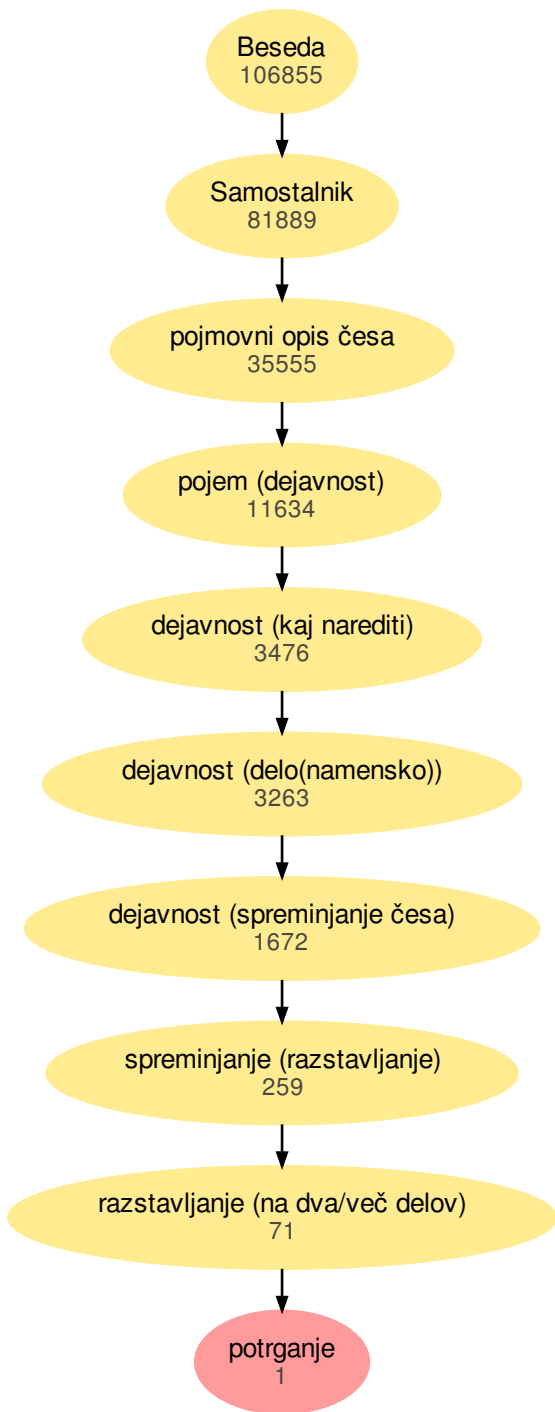 Beseda
106855
Samostalnik
81889
pojmovni opis česa
35555
pojem (dejavnost)
11634
dejavnost (kaj narediti)
3476
dejavnost (delo(namensko))
3263
dejavnost (spreminjanje česa)
1672
spreminjanje (razstavljanje)
259
razstavljanje (na dva/več delov)
71
potrganje
1